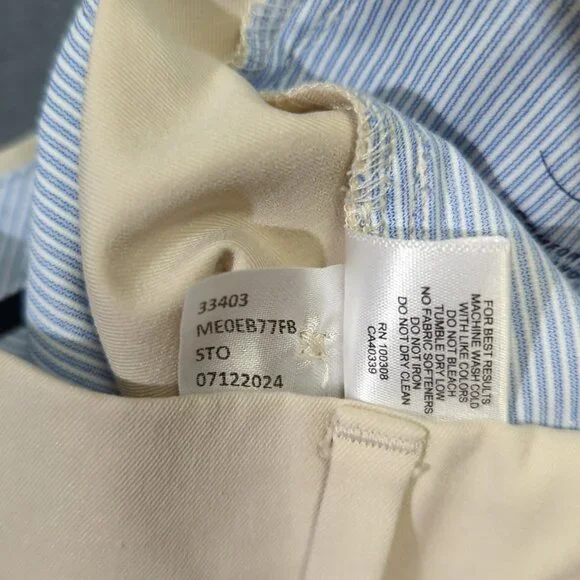 33403
ME0EB77FB
5TO
07122024
FOR BEST RESULTS
MACHINE WASH COLD
WITH LIKE COLORS
DO NOT BLEACH
TUMBLE DRY LOW
NO FABRIC SOFTENERS
DO NOT IRON
DO NOT DRY CLEAN
RN 100308
CA40339